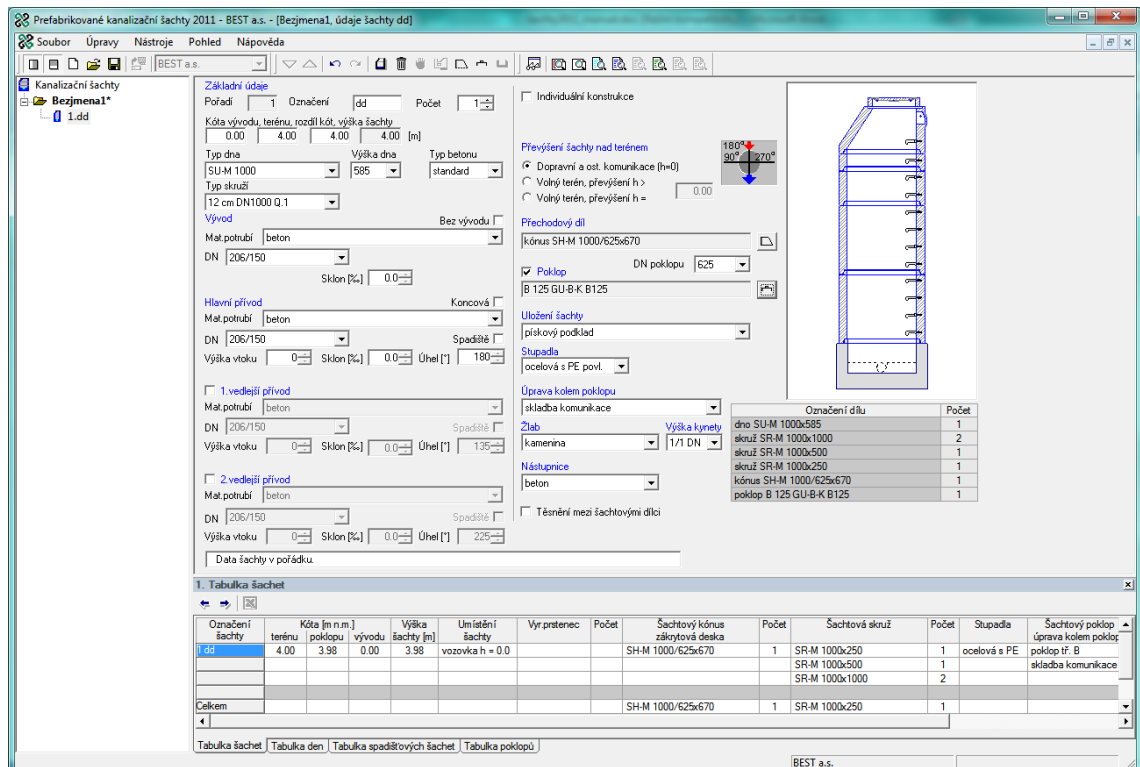 Prefabrikované kanalizační šachty 2011 - BEST a.s. - [Bezjmena1, údaje šachty dd]
Soubor Úpravy Nástroje Pohled Nápověda
BEST a.s.
Kanalizační šachty
Bezjmena1*
1.dd
Základní údaje
Pořadí 1 Označení dd Počet 1
Kóta vývodu, terénu, rozdíl kót, výška šachty
0.00 4.00 4.00 4.00 [m]
Typ dna Výška dna Typ betonu
SU-M 1000 585 standard
Typ skruží
12 cm DN1000 Q.1
Vývod Bez vývodu
Mat.potrubí beton
DN 206/150
Sklon [‰] 0.0
Hlavní přívod Koncová
Mat.potrubí beton
DN 206/150 Spadiště
Výška vtoku 0 Sklon [‰] 0.0 Úhel [°] 180
1.vedlejší přívod
Mat.potrubí beton
DN 206/150 Spadiště
Výška vtoku 0 Sklon [‰] 0.0 Úhel [°] 135
2.vedlejší přívod
Mat.potrubí beton
DN 206/150 Spadiště
Výška vtoku 0 Sklon [‰] 0.0 Úhel [°] 225
Data šachty v pořádku.
Individuální konstrukce
Převýšení šachty nad terénem
Dopravní a ost. komunikace (h=0)
Volný terén, převýšení h >
Volný terén, převýšení h =
0.00
180°
90° 270°
Přechodový díl
kónus SH-M 1000/625x670
Poklop DN poklopu 625
B 125 GU-B-K B125
Uložení šachty
pískový podklad
Stupadla
ocelová s PE povl.
Úprava kolem poklopu
skladba komunikace
Žlab Výška kynety
kamenina 1/1 DN
Nástupnice
beton
Těsnění mezi šachtovými dílci
Označení dílu Počet
dno SU-M 1000x585 1
skruž SR-M 1000x1000 2
skruž SR-M 1000x500 1
skruž SR-M 1000x250 1
kónus SH-M 1000/625x670 1
poklop B 125 GU-B-K B125 1
1. Tabulka šachet
Označení Kóta [m n.m.] Výška Umístění Vyr.prstenec Počet Šachtový kónus Počet Šachtová skruž Počet Stupadla Šachtový poklop
šachty terénu poklopu vývodu šachty [m] šachty zákrytová deska úprava kolem poklop
1 dd 4.00 3.98 0.00 3.98 vozovka h = 0.0 SH-M 1000/625x670 1 SR-M 1000x250 1 ocelová s PE poklop tř. B
SR-M 1000x500 1 skladba komunikace
SR-M 1000x1000 2
Celkem SH-M 1000/625x670 1 SR-M 1000x250 1
Tabulka šachet Tabulka den Tabulka spadišťových šachet Tabulka poklopů
BEST a.s.